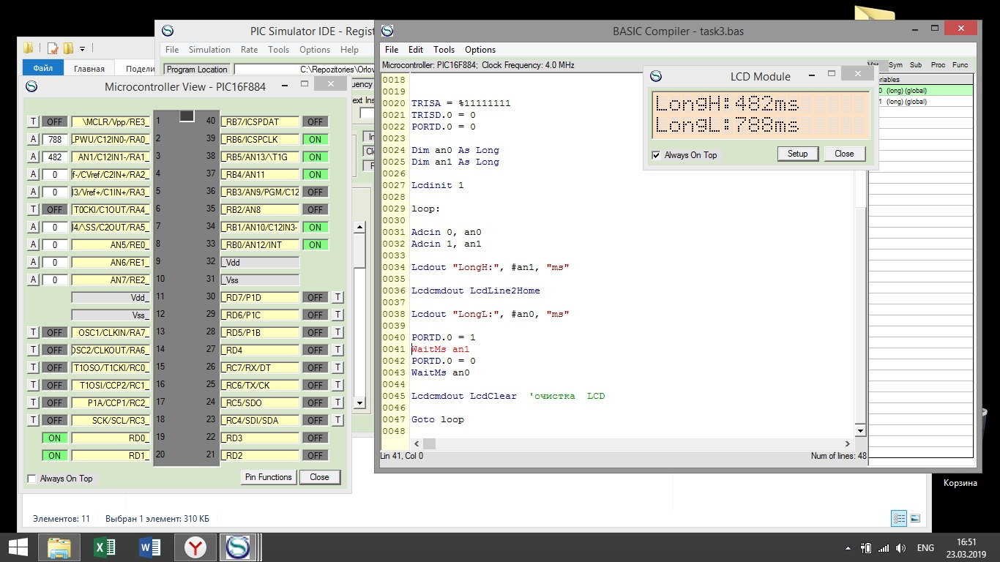 PIC Simulator IDE - Regist
File Simulation Rate Tools Options Help
Program Location
C:\Repozitories\Orlov
Файл
Главная
Microcontroller View - PIC16F884
T OFF \MCLR/Vpp/RE3_ 1 40 _RB7/ICSPDAT OFF
A 788 LPWU/C12IN0-/RA0_ 2 39 _RB6/ICSPCLK ON
A 482 AN1/C12IN1-/RA1_ 3 38 _RB5/AN13/\T1G ON
A 0 f-/CVref/C2IN+/RA2_ 4 37 _RB4/AN11 ON
A 0 I3/Vref+/C1IN+/RA3_ 5 36 _RB3/AN9/PGM/C12 OFF
T OFF T0CKI/C1OUT/RA4_ 6 35 _RB2/AN8 OFF
A 0 I4/\SS/C2OUT/RA5_ 7 34 _RB1/AN10/C12IN3- ON
A 0 AN5/RE0_ 8 33 _RB0/AN12/INT ON
A 0 AN6/RE1_ 9 32 _Vdd
A 0 AN7/RE2_ 10 31 _Vss
Vdd_ 11 30 _RD7/P1D OFF T
Vss_ 12 29 _RD6/P1C OFF T
T OFF OSC1/CLKIN/RA7_ 13 28 _RD5/P1B OFF T
T OFF OSC2/CLKOUT/RA6_ 14 27 _RD4 OFF T
T OFF T1OSO/T1CKI/RC0_ 15 26 _RC7/RX/DT OFF T
T OFF T1OSI/CCP2/RC1_ 16 25 _RC6/TX/CK OFF T
T OFF P1A/CCP1/RC2_ 17 24 _RC5/SDO OFF T
T OFF SCK/SCL/RC3_ 18 23 _RC4/SDI/SDA OFF T
ON RD0_ 19 22 _RD3 OFF
ON RD1_ 20 21 _RD2 OFF
Always On Top Pin Functions Close
BASIC Compiler - task3.bas
File Edit Tools Options
Microcontroller: PIC16F884; Clock Frequency: 4.0 MHz
Sym Sub Proc Func
0 (long) (global)
1 (long) (global)
0018
0019
0020 TRISA = %11111111
0021 TRISD.0 = 0
0022 PORTD.0 = 0
0023
0024 Dim an0 As Long
0025 Dim an1 As Long
0026
0027 Lcdinit 1
0028
0029 loop:
0030
0031 Adcin 0, an0
0032 Adcin 1, an1
0033
0034 Lcdout "LongH:", #an1, "ms"
0035
0036 Lcdcmdout LcdLine2Home
0037
0038 Lcdout "LongL:", #an0, "ms"
0039
0040 PORTD.0 = 1
0041 WaitMs an1
0042 PORTD.0 = 0
0043 WaitMs an0
0044
0045 Lcdcmdout LcdClear 'очистка LCD
0046
0047 Goto loop
0048
Lin 41, Col 0 Num of lines: 48
LCD Module
LongH:482ms
LongL:788ms
Always On Top Setup Close
Корзина
Элементов: 11 Выбран 1 элемент: 310 КБ
ENG
16:51
23.03.2019